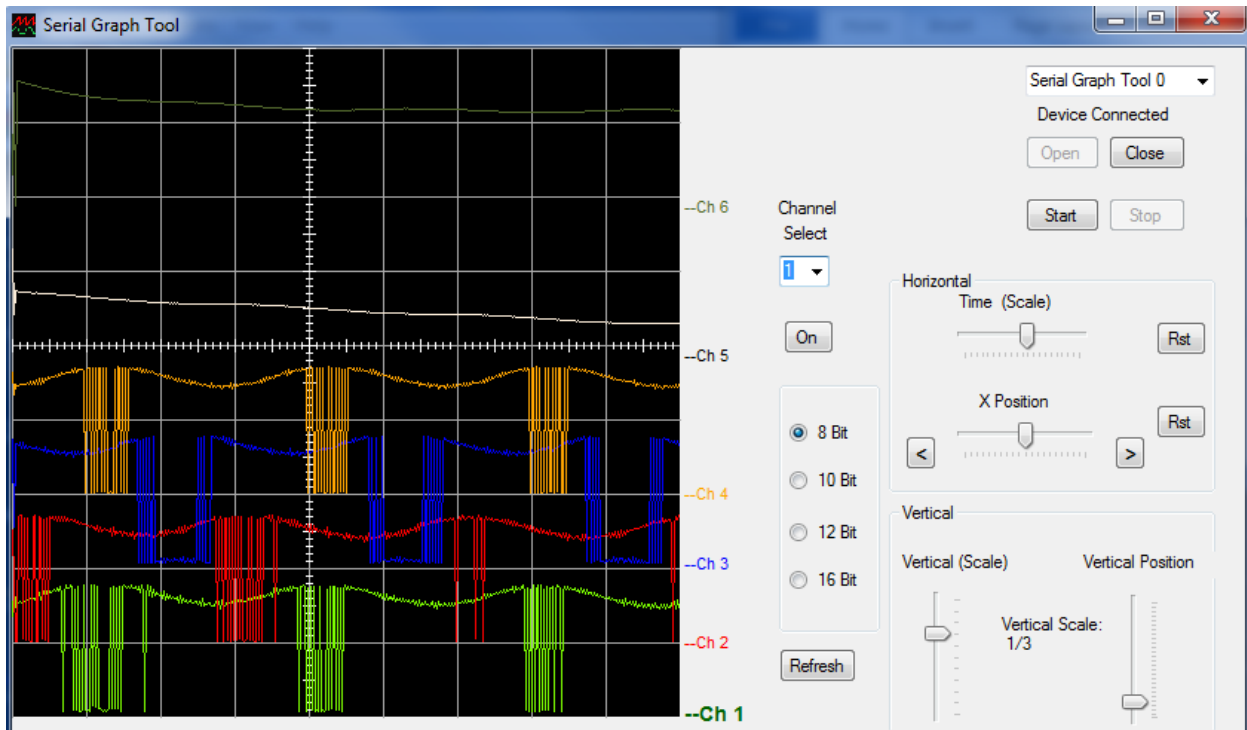 Serial Graph Tool
Serial Graph Tool 0
Device Connected
Open Close
--Ch 6
Channel
Select
Start Stop
1
Horizontal
Time (Scale)
On
Rst
--Ch 5
X Position
Rst
8 Bit
< >
10 Bit
--Ch 4
Vertical
12 Bit
--Ch 3
Vertical (Scale) Vertical Position
16 Bit
Vertical Scale:
1/3
--Ch 2
Refresh
--Ch 1